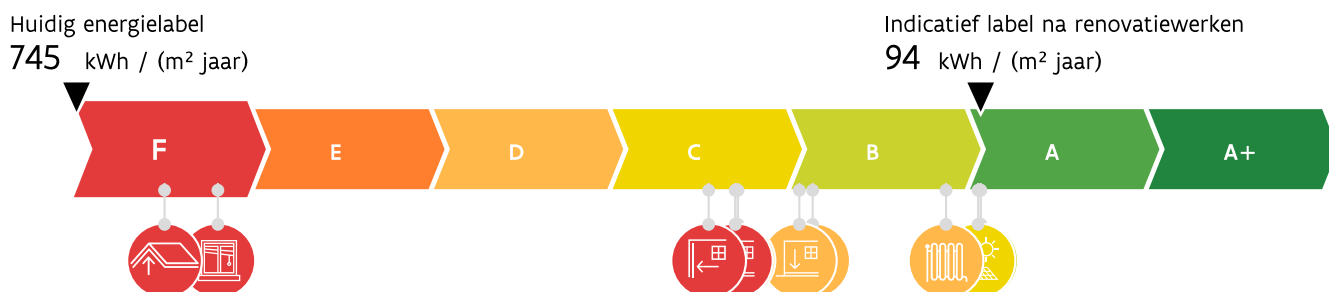 Huidig energielabel
745 kWh / (m² jaar)
Indicatief label na renovatiewerken
94 kWh / (m² jaar)
F E D C B A A+